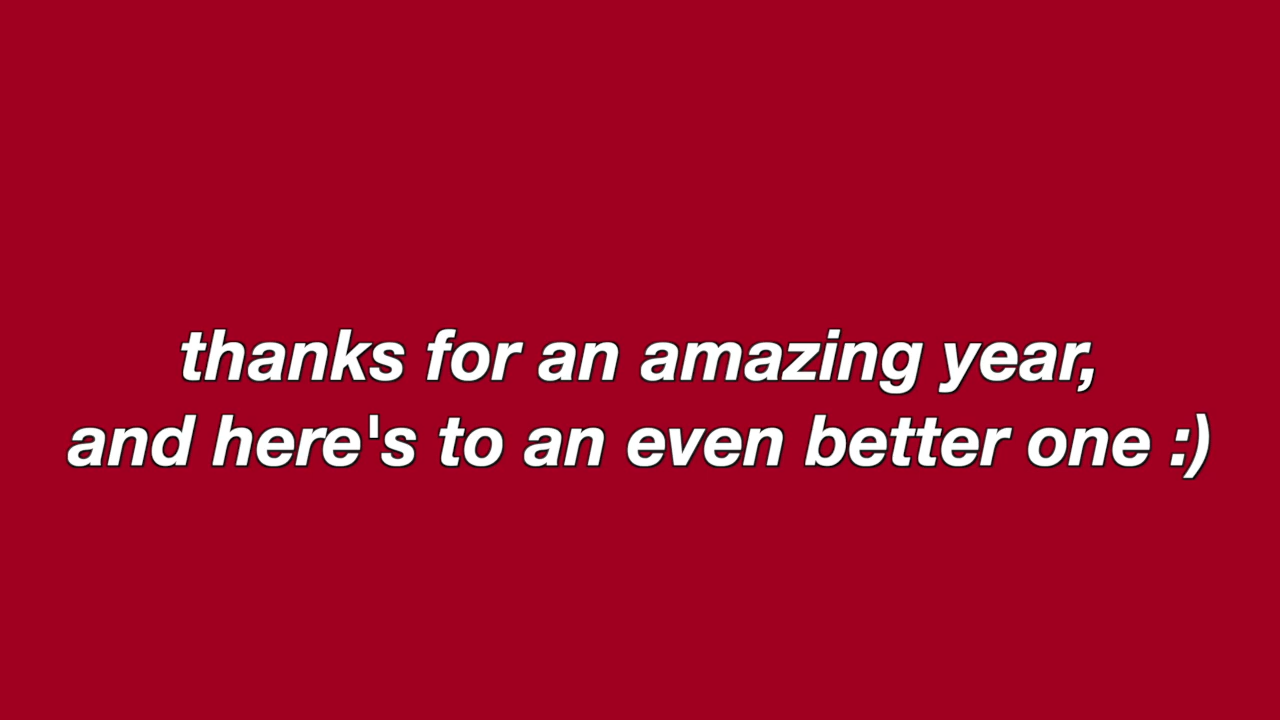 thanks for an amazing year,
and here's to an even better one :)